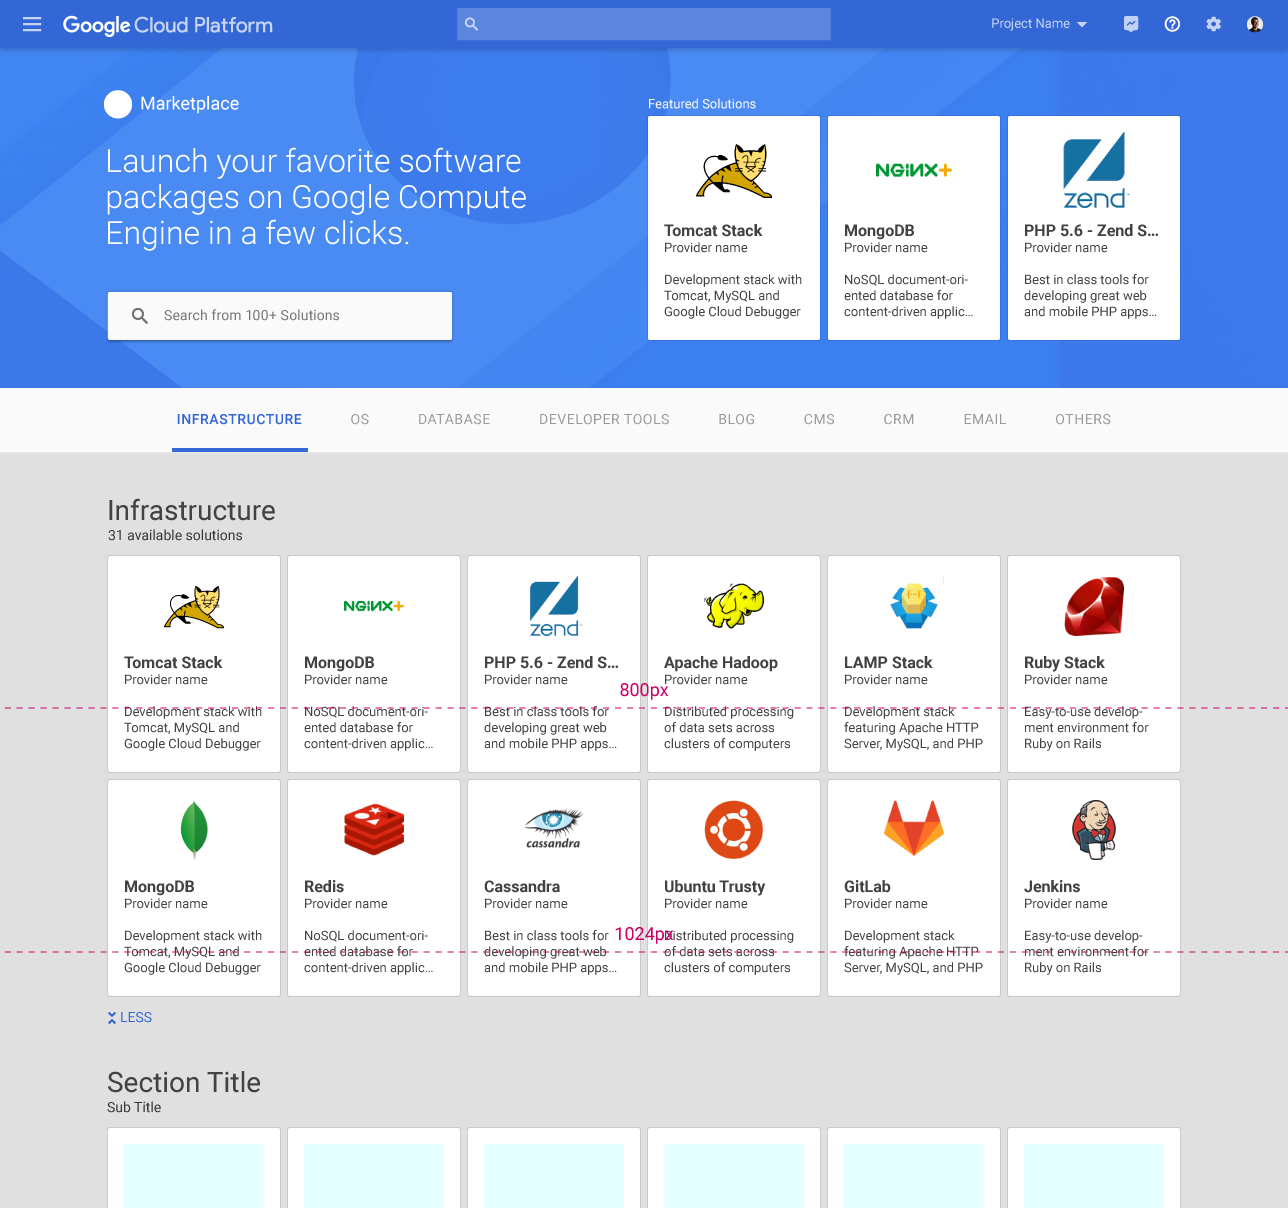 Google Cloud Platform
Project Name
Marketplace
Launch your favorite software
packages on Google Compute
Engine in a few clicks.
Search from 100+ Solutions
Featured Solutions
Tomcat Stack
Provider name
Development stack with
Tomcat, MySQL and
Google Cloud Debugger
NGiNX+
MongoDB
Provider name
NoSQL document-ori-
ented database for
content-driven applic...
zend
PHP 5.6 - Zend S...
Provider name
Best in class tools for
developing great web
and mobile PHP apps...
INFRASTRUCTURE OS DATABASE DEVELOPER TOOLS BLOG CMS CRM EMAIL OTHERS
Infrastructure
31 available solutions
Tomcat Stack
Provider name
Development stack with
Tomcat, MySQL and
Google Cloud Debugger
NGiNX+
MongoDB
Provider name
NoSQL document-ori-
ented database for
content-driven applic...
zend
PHP 5.6 - Zend S...
Provider name
Best in class tools for
developing great web
and mobile PHP apps...
Apache Hadoop
Provider name
Distributed processing
of data sets across
clusters of computers
LAMP Stack
Provider name
Development stack
featuring Apache HTTP
Server, MySQL, and PHP
Ruby Stack
Provider name
Easy-to-use develop-
ment environment for
Ruby on Rails
800px
MongoDB
Provider name
Development stack with
Tomcat, MySQL and
Google Cloud Debugger
Redis
Provider name
NoSQL document-ori-
ented database for
content-driven applic...
cassandra
Cassandra
Provider name
Best in class tools for
developing great web
and mobile PHP apps...
Ubuntu Trusty
Provider name
Distributed processing
of data sets across
clusters of computers
GitLab
Provider name
Development stack
featuring Apache HTTP
Server, MySQL, and PHP
Jenkins
Provider name
Easy-to-use develop-
ment environment for
Ruby on Rails
1024px
LESS
Section Title
Sub Title